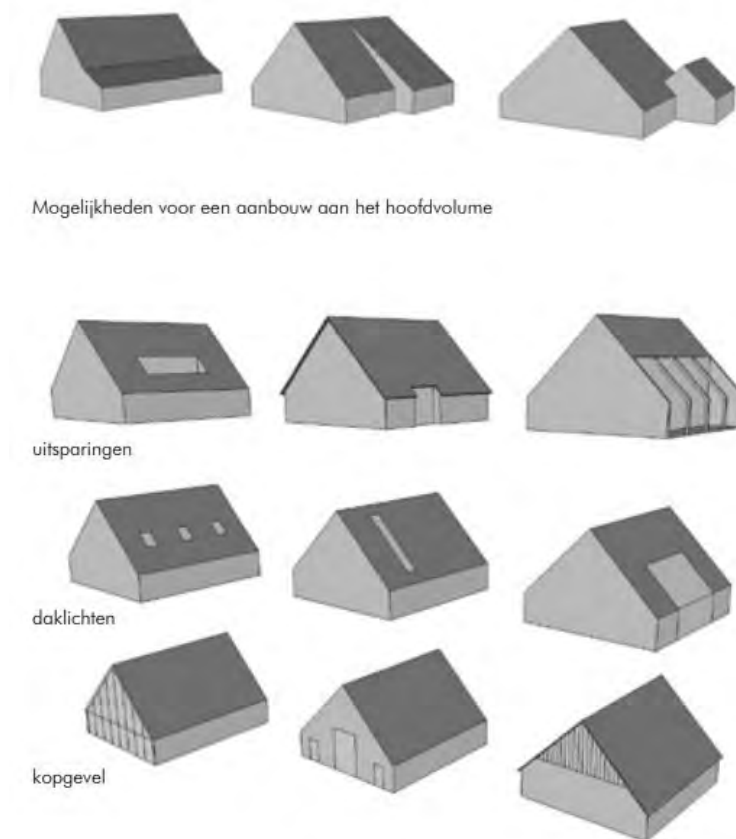 Mogelijkheden voor een aanbouw aan het hoofdvolume
uitsparingen
daklichten
kopgevel